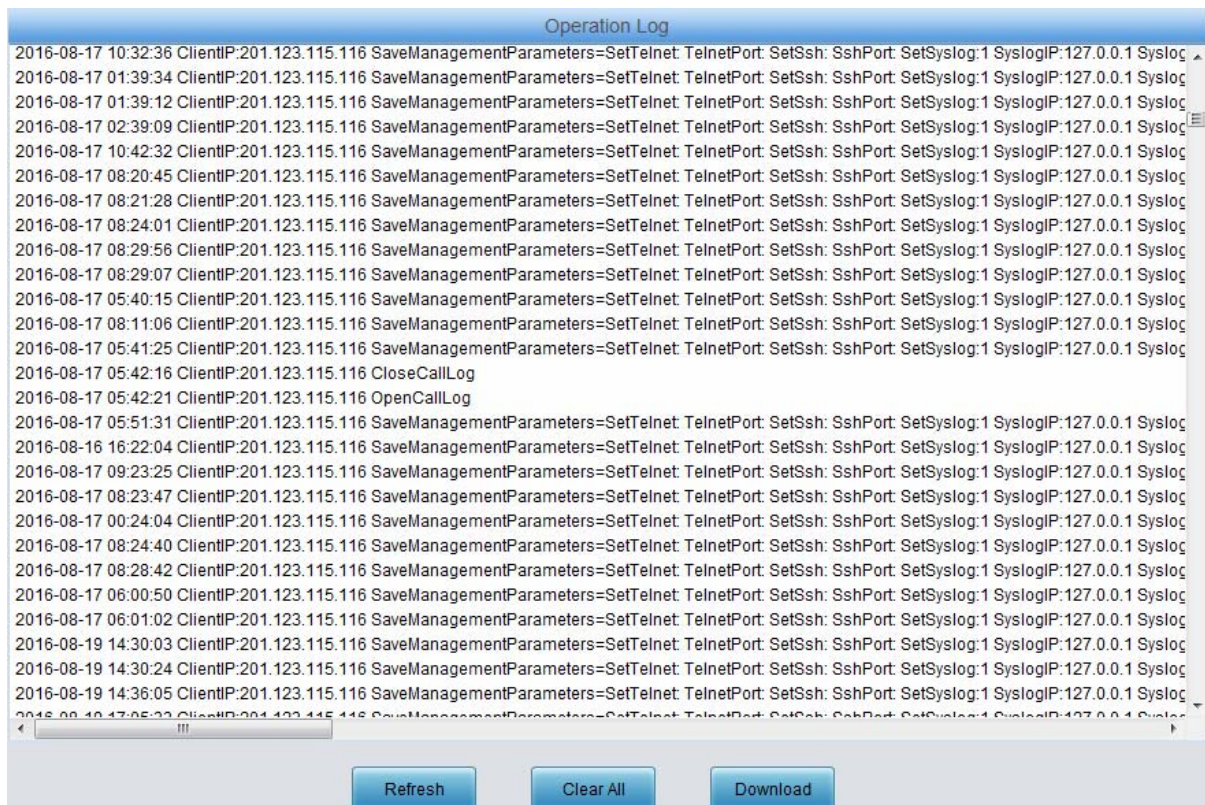 Operation Log
2016-08-17 10:32:36 ClientIP:201.123.115.116 SaveManagementParameters=SetTelnet: TelnetPort: SetSsh: SshPort: SetSyslog:1 SyslogIP:127.0.0.1 Syslog
2016-08-17 01:39:34 ClientIP:201.123.115.116 SaveManagementParameters=SetTelnet: TelnetPort: SetSsh: SshPort: SetSyslog:1 SyslogIP:127.0.0.1 Syslog
2016-08-17 01:39:12 ClientIP:201.123.115.116 SaveManagementParameters=SetTelnet: TelnetPort: SetSsh: SshPort: SetSyslog:1 SyslogIP:127.0.0.1 Syslog
2016-08-17 02:39:09 ClientIP:201.123.115.116 SaveManagementParameters=SetTelnet: TelnetPort: SetSsh: SshPort: SetSyslog:1 SyslogIP:127.0.0.1 Syslog
2016-08-17 10:42:32 ClientIP:201.123.115.116 SaveManagementParameters=SetTelnet: TelnetPort: SetSsh: SshPort: SetSyslog:1 SyslogIP:127.0.0.1 Syslog
2016-08-17 08:20:45 ClientIP:201.123.115.116 SaveManagementParameters=SetTelnet: TelnetPort: SetSsh: SshPort: SetSyslog:1 SyslogIP:127.0.0.1 Syslog
2016-08-17 08:21:28 ClientIP:201.123.115.116 SaveManagementParameters=SetTelnet: TelnetPort: SetSsh: SshPort: SetSyslog:1 SyslogIP:127.0.0.1 Syslog
2016-08-17 08:24:01 ClientIP:201.123.115.116 SaveManagementParameters=SetTelnet: TelnetPort: SetSsh: SshPort: SetSyslog:1 SyslogIP:127.0.0.1 Syslog
2016-08-17 08:29:56 ClientIP:201.123.115.116 SaveManagementParameters=SetTelnet: TelnetPort: SetSsh: SshPort: SetSyslog:1 SyslogIP:127.0.0.1 Syslog
2016-08-17 08:29:07 ClientIP:201.123.115.116 SaveManagementParameters=SetTelnet: TelnetPort: SetSsh: SshPort: SetSyslog:1 SyslogIP:127.0.0.1 Syslog
2016-08-17 05:40:15 ClientIP:201.123.115.116 SaveManagementParameters=SetTelnet: TelnetPort: SetSsh: SshPort: SetSyslog:1 SyslogIP:127.0.0.1 Syslog
2016-08-17 08:11:06 ClientIP:201.123.115.116 SaveManagementParameters=SetTelnet: TelnetPort: SetSsh: SshPort: SetSyslog:1 SyslogIP:127.0.0.1 Syslog
2016-08-17 05:41:25 ClientIP:201.123.115.116 SaveManagementParameters=SetTelnet: TelnetPort: SetSsh: SshPort: SetSyslog:1 SyslogIP:127.0.0.1 Syslog
2016-08-17 05:42:16 ClientIP:201.123.115.116 CloseCallLog
2016-08-17 05:42:21 ClientIP:201.123.115.116 OpenCallLog
2016-08-17 05:51:31 ClientIP:201.123.115.116 SaveManagementParameters=SetTelnet: TelnetPort: SetSsh: SshPort: SetSyslog:1 SyslogIP:127.0.0.1 Syslog
2016-08-16 16:22:04 ClientIP:201.123.115.116 SaveManagementParameters=SetTelnet: TelnetPort: SetSsh: SshPort: SetSyslog:1 SyslogIP:127.0.0.1 Syslog
2016-08-17 09:23:25 ClientIP:201.123.115.116 SaveManagementParameters=SetTelnet: TelnetPort: SetSsh: SshPort: SetSyslog:1 SyslogIP:127.0.0.1 Syslog
2016-08-17 08:23:47 ClientIP:201.123.115.116 SaveManagementParameters=SetTelnet: TelnetPort: SetSsh: SshPort: SetSyslog:1 SyslogIP:127.0.0.1 Syslog
2016-08-17 00:24:04 ClientIP:201.123.115.116 SaveManagementParameters=SetTelnet: TelnetPort: SetSsh: SshPort: SetSyslog:1 SyslogIP:127.0.0.1 Syslog
2016-08-17 08:24:40 ClientIP:201.123.115.116 SaveManagementParameters=SetTelnet: TelnetPort: SetSsh: SshPort: SetSyslog:1 SyslogIP:127.0.0.1 Syslog
2016-08-17 08:28:42 ClientIP:201.123.115.116 SaveManagementParameters=SetTelnet: TelnetPort: SetSsh: SshPort: SetSyslog:1 SyslogIP:127.0.0.1 Syslog
2016-08-17 06:00:50 ClientIP:201.123.115.116 SaveManagementParameters=SetTelnet: TelnetPort: SetSsh: SshPort: SetSyslog:1 SyslogIP:127.0.0.1 Syslog
2016-08-17 06:01:02 ClientIP:201.123.115.116 SaveManagementParameters=SetTelnet: TelnetPort: SetSsh: SshPort: SetSyslog:1 SyslogIP:127.0.0.1 Syslog
2016-08-19 14:30:03 ClientIP:201.123.115.116 SaveManagementParameters=SetTelnet: TelnetPort: SetSsh: SshPort: SetSyslog:1 SyslogIP:127.0.0.1 Syslog
2016-08-19 14:30:24 ClientIP:201.123.115.116 SaveManagementParameters=SetTelnet: TelnetPort: SetSsh: SshPort: SetSyslog:1 SyslogIP:127.0.0.1 Syslog
2016-08-19 14:36:05 ClientIP:201.123.115.116 SaveManagementParameters=SetTelnet: TelnetPort: SetSsh: SshPort: SetSyslog:1 SyslogIP:127.0.0.1 Syslog
Refresh
Clear All
Download